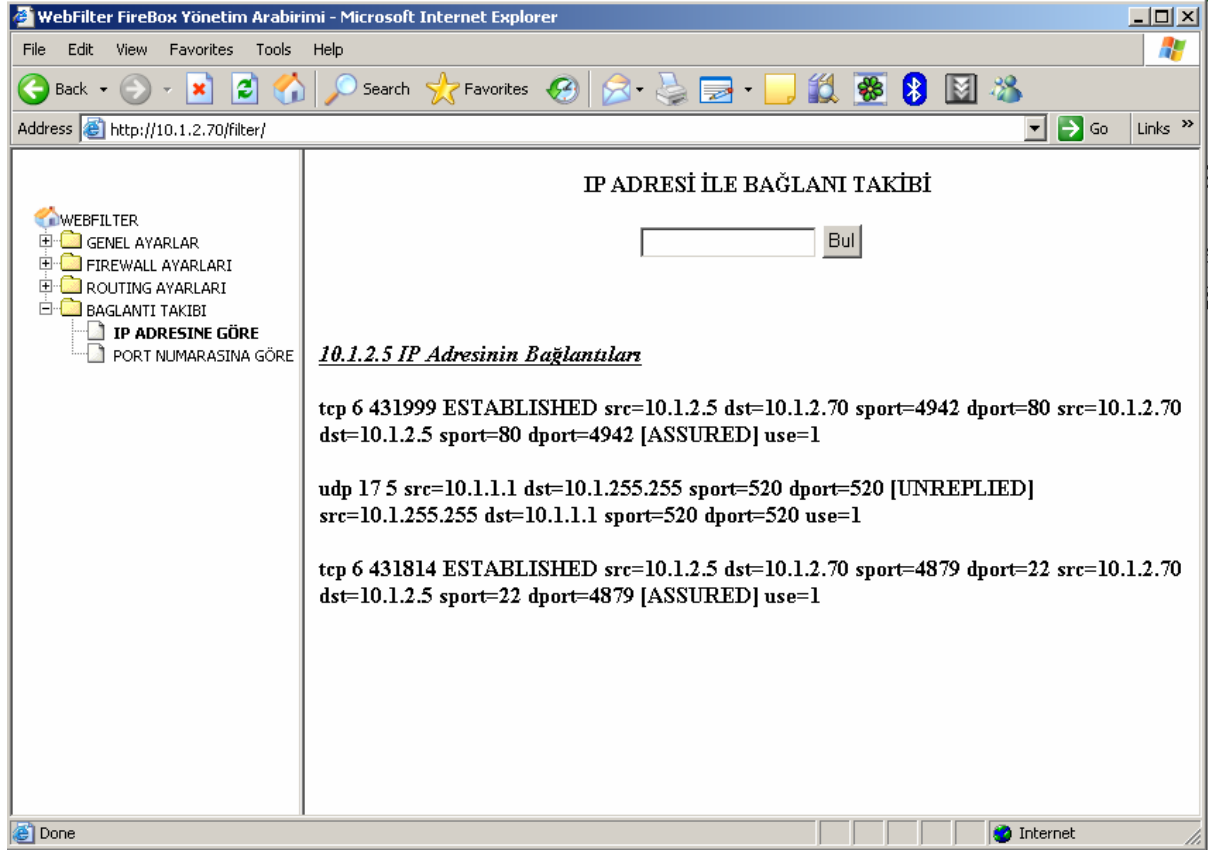 WebFilter FireBox Yönetim Arabirimi - Microsoft Internet Explorer
File Edit View Favorites Tools Help
Back Search Favorites
Address http://10.1.2.70/filter/ Go Links »
IP ADRESİ İLE BAĞLANI TAKİBİ
Bul
WEBFILTER
GENEL AYARLAR
FIREWALL AYARLARI
ROUTING AYARLARI
BAGLANTI TAKIBI
IP ADRESINE GÖRE
PORT NUMARASINA GÖRE
10.1.2.5 IP Adresinin Bağlantıları
tcp 6 431999 ESTABLISHED src=10.1.2.5 dst=10.1.2.70 sport=4942 dport=80 src=10.1.2.70
dst=10.1.2.5 sport=80 dport=4942 [ASSURED] use=1
udp 17 5 src=10.1.1.1 dst=10.1.255.255 sport=520 dport=520 [UNREPLIED]
src=10.1.255.255 dst=10.1.1.1 sport=520 dport=520 use=1
tcp 6 431814 ESTABLISHED src=10.1.2.5 dst=10.1.2.70 sport=4879 dport=22 src=10.1.2.70
dst=10.1.2.5 sport=22 dport=4879 [ASSURED] use=1
Done Internet